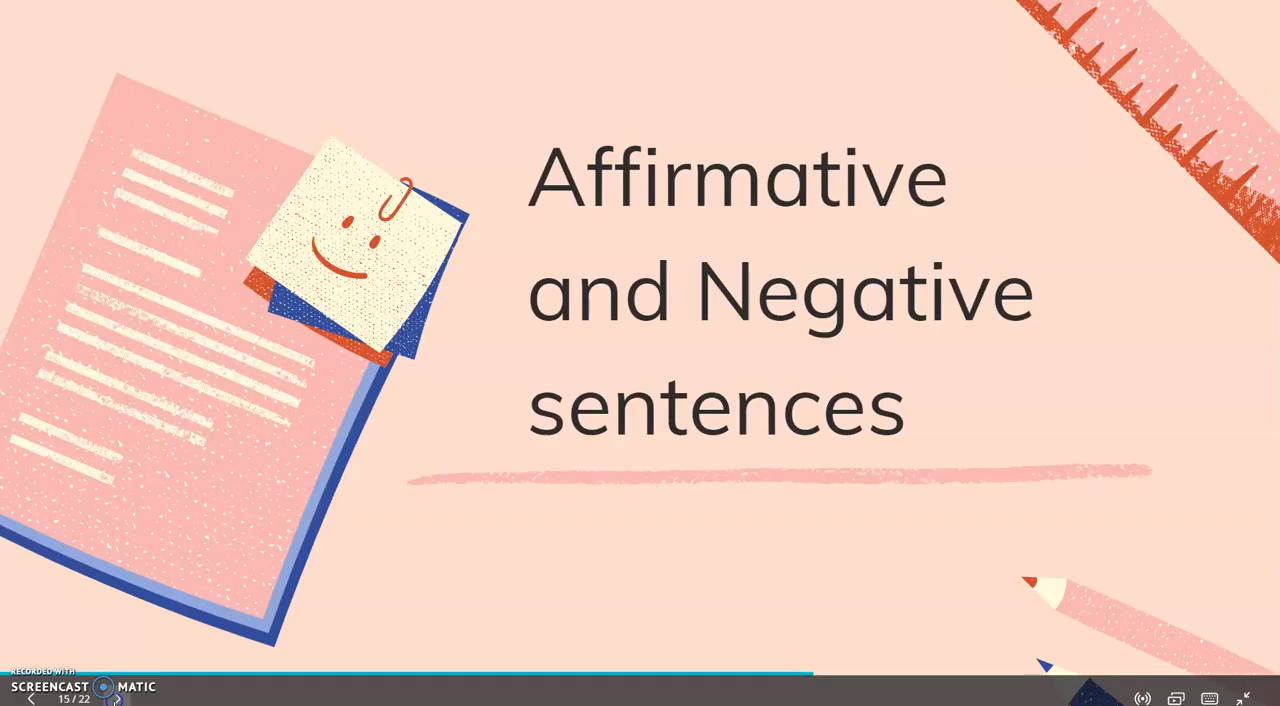 Affirmative
and Negative
sentences
RECORDED WITH
SCREENCAST MATIC
15 / 22